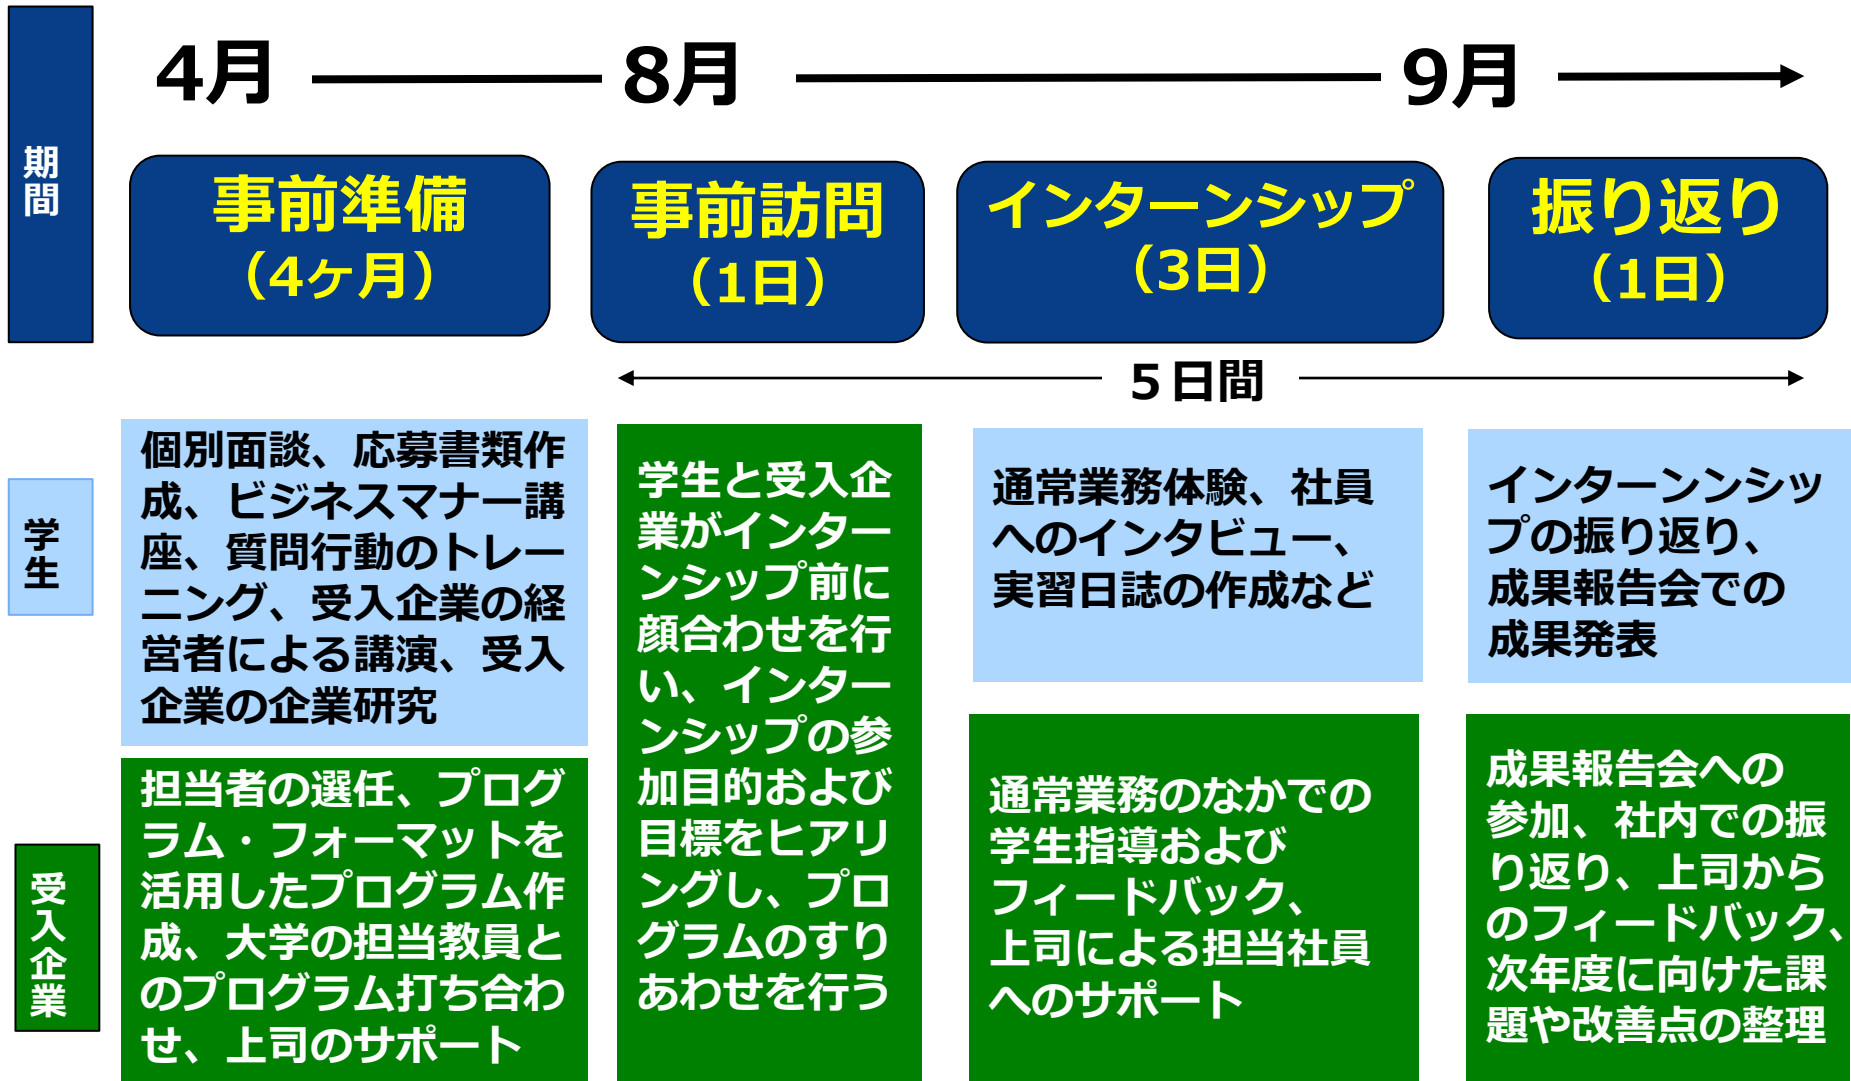 期間
4月
8月
9月
事前準備
（4ヶ月）
事前訪問
（1日）
インターンシップ
（3日）
振り返り
（1日）
５日間
学生
個別面談、応募書類作
成、ビジネスマナー講
座、質問行動のトレー
ニング、受入企業の経
営者による講演、受入
企業の企業研究
学生と受入企
業がインター
ンシップ前に
顔合わせを行
い、インター
ンシップの参
加目的および
目標をヒアリ
ングし、プロ
グラムのすり
あわせを行う
通常業務体験、社員
へのインタビュー、
実習日誌の作成など
インターンンシッ
プの振り返り、
成果報告会での
成果発表
受入企業
担当者の選任、プログ
ラム・フォーマットを
活用したプログラム作
成、大学の担当教員と
のプログラム打ち合わ
せ、上司のサポート
通常業務のなかでの
学生指導および
フィードバック、
上司による担当社員
へのサポート
成果報告会への
参加、社内での振
り返り、上司から
のフィードバック、
次年度に向けた課
題や改善点の整理